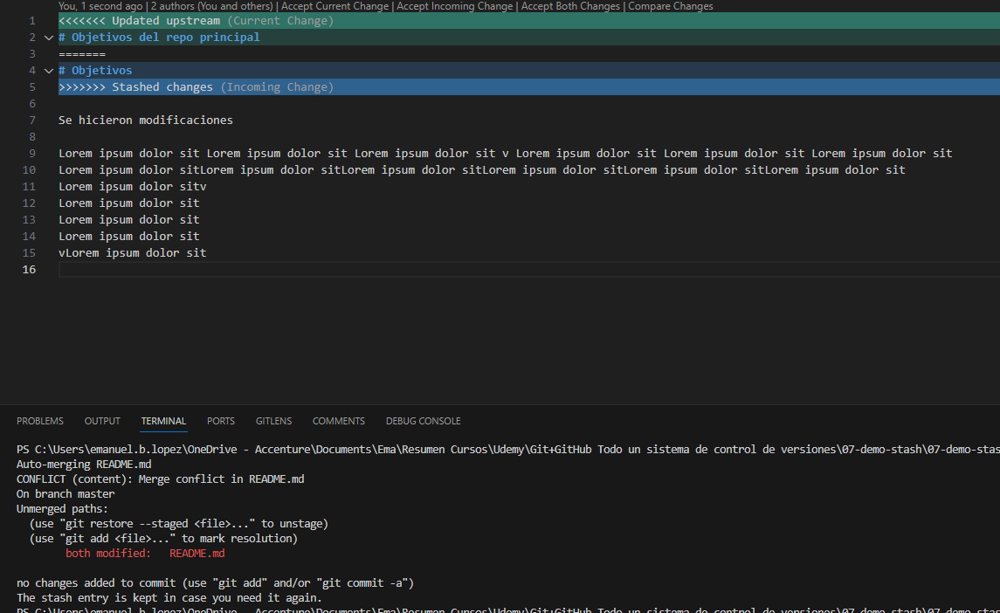 You, 1 second ago | 2 authors (You and others) | Accept Current Change | Accept Incoming Change | Accept Both Changes | Compare Changes
1 <<<<<<< Updated upstream (Current Change)
2 # Objetivos del repo principal
3 =======
4 # Objetivos
5 >>>>>>> Stashed changes (Incoming Change)
6
7 Se hicieron modificaciones
8
9 Lorem ipsum dolor sit Lorem ipsum dolor sit Lorem ipsum dolor sit v Lorem ipsum dolor sit Lorem ipsum dolor sit Lorem ipsum dolor sit
10 Lorem ipsum dolor sitLorem ipsum dolor sitLorem ipsum dolor sitLorem ipsum dolor sitLorem ipsum dolor sitLorem ipsum dolor sit
11 Lorem ipsum dolor sitv
12 Lorem ipsum dolor sit
13 Lorem ipsum dolor sit
14 Lorem ipsum dolor sit
15 vLorem ipsum dolor sit
16
PROBLEMS OUTPUT TERMINAL PORTS GITLENS COMMENTS DEBUG CONSOLE
PS C:\Users\emanuel.b.lopez\OneDrive - Accenture\Documents\Ema\Resumen Cursos\Udemy\Git+GitHub Todo un sistema de control de versiones\07-demo-stash\07-demo-stas
Auto-merging README.md
CONFLICT (content): Merge conflict in README.md
On branch master
Unmerged paths:
(use "git restore --staged <file>..." to unstage)
(use "git add <file>..." to mark resolution)
both modified: README.md
no changes added to commit (use "git add" and/or "git commit -a")
The stash entry is kept in case you need it again.
PS C:\Users\emanuel.b.lopez\OneDrive - Accenture\Documents\Ema\Resumen Cursos\Udemy\Git+GitHub Todo un sistema de control de versiones\07-demo-stash\07-demo-stas